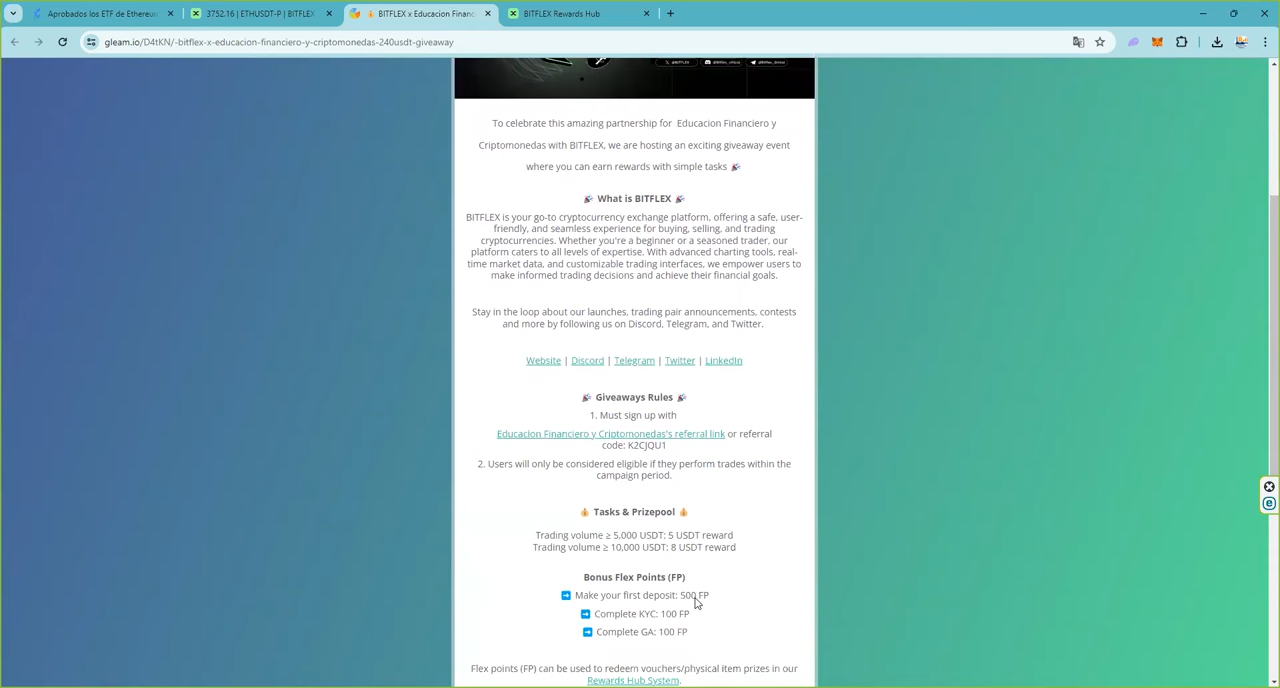 Aprobados los ETF de Ethereum
3752.16 | ETHUSDT-P | BITFLEX
BITFLEX x Educacion Financ
BITFLEX Rewards Hub
gleam.io/D4tKN/-bitflex-x-educacion-financiero-y-criptomonedas-240usdt-giveaway
@BITFLEX @Bitflex_official @Bitflex_Global
To celebrate this amazing partnership for Educacion Financiero y
Criptomonedas with BITFLEX, we are hosting an exciting giveaway event
where you can earn rewards with simple tasks 🎉
🎉 What is BITFLEX 🎉
BITFLEX is your go-to cryptocurrency exchange platform, offering a safe, user-
friendly, and seamless experience for buying, selling, and trading
cryptocurrencies. Whether you're a beginner or a seasoned trader, our
platform caters to all levels of expertise. With advanced charting tools, real-
time market data, and customizable trading interfaces, we empower users to
make informed trading decisions and achieve their financial goals.
Stay in the loop about our launches, trading pair announcements, contests
and more by following us on Discord, Telegram, and Twitter.
Website | Discord | Telegram | Twitter | LinkedIn
🎉 Giveaways Rules 🎉
1. Must sign up with
Educacion Financiero y Criptomonedas's referral link or referral
code: K2CJQU1
2. Users will only be considered eligible if they perform trades within the
campaign period.
💰 Tasks & Prizepool 💰
Trading volume ≥ 5,000 USDT: 5 USDT reward
Trading volume ≥ 10,000 USDT: 8 USDT reward
Bonus Flex Points (FP)
➡️ Make your first deposit: 500 FP
➡️ Complete KYC: 100 FP
➡️ Complete GA: 100 FP
Flex points (FP) can be used to redeem vouchers/physical item prizes in our
Rewards Hub System.